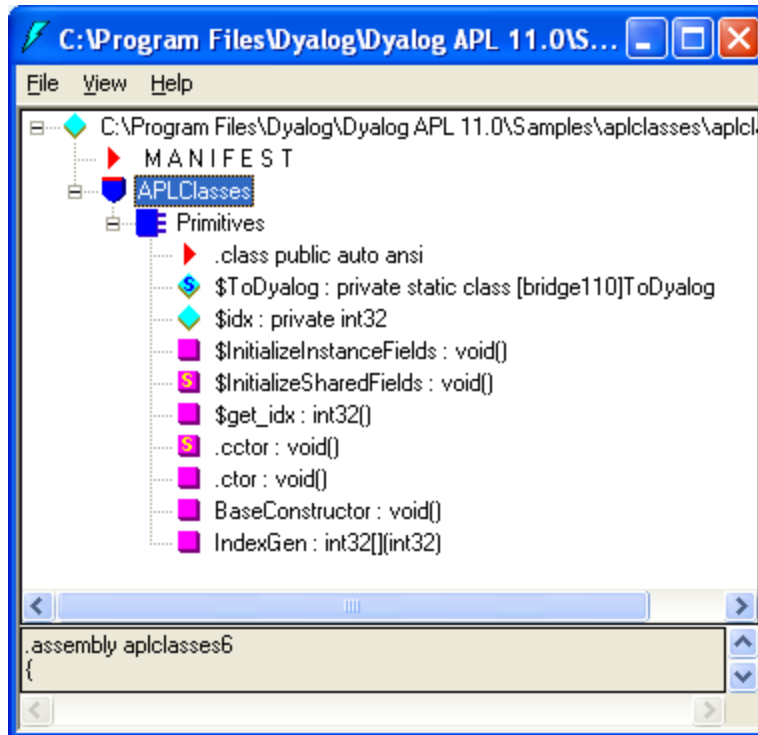 C:\Program Files\Dyalog\Dyalog APL 11.0\S...
File View Help
C:\Program Files\Dyalog\Dyalog APL 11.0\Samples\aplclasses\aplcl
M A N I F E S T
APLClasses
Primitives
.class public auto ansi
$ToDyalog : private static class [bridge110]ToDyalog
$idx : private int32
$InitializeInstanceFields : void()
$InitializeSharedFields : void()
$get_idx : int32()
.cctor : void()
.ctor : void()
BaseConstructor : void()
IndexGen : int32[](int32)
.assembly aplclasses6
{